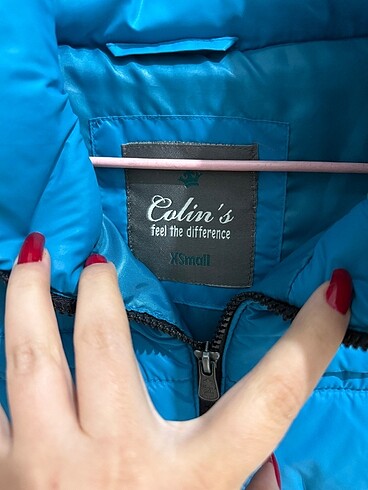 Colin's
feel the difference
XSmall